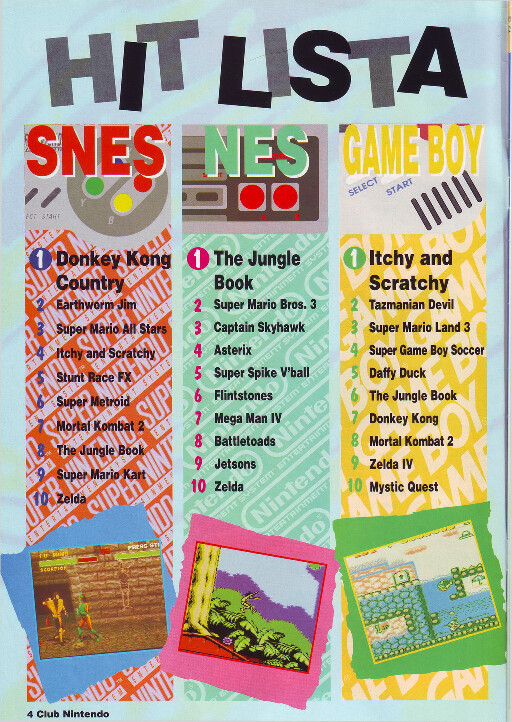 HIT LISTA
SNES
Y
SELECT START
1 Donkey Kong
Country
2 Earthworm Jim
3 Super Mario All Stars
4 Itchy and Scratchy
5 Stunt Race FX
6 Super Metroid
7 Mortal Kombat 2
8 The Jungle Book
9 Super Mario Kart
10 Zelda
NES
1 The Jungle
Book
2 Super Mario Bros. 3
3 Captain Skyhawk
4 Asterix
5 Super Spike V'ball
6 Flintstones
7 Mega Man IV
8 Battletoads
9 Jetsons
10 Zelda
GAME BOY
SELECT START
1 Itchy and
Scratchy
2 Tazmanian Devil
3 Super Mario Land 3
4 Super Game Boy Soccer
5 Daffy Duck
6 The Jungle Book
7 Donkey Kong
8 Mortal Kombat 2
9 Zelda IV
10 Mystic Quest
SCORPION
4 Club Nintendo